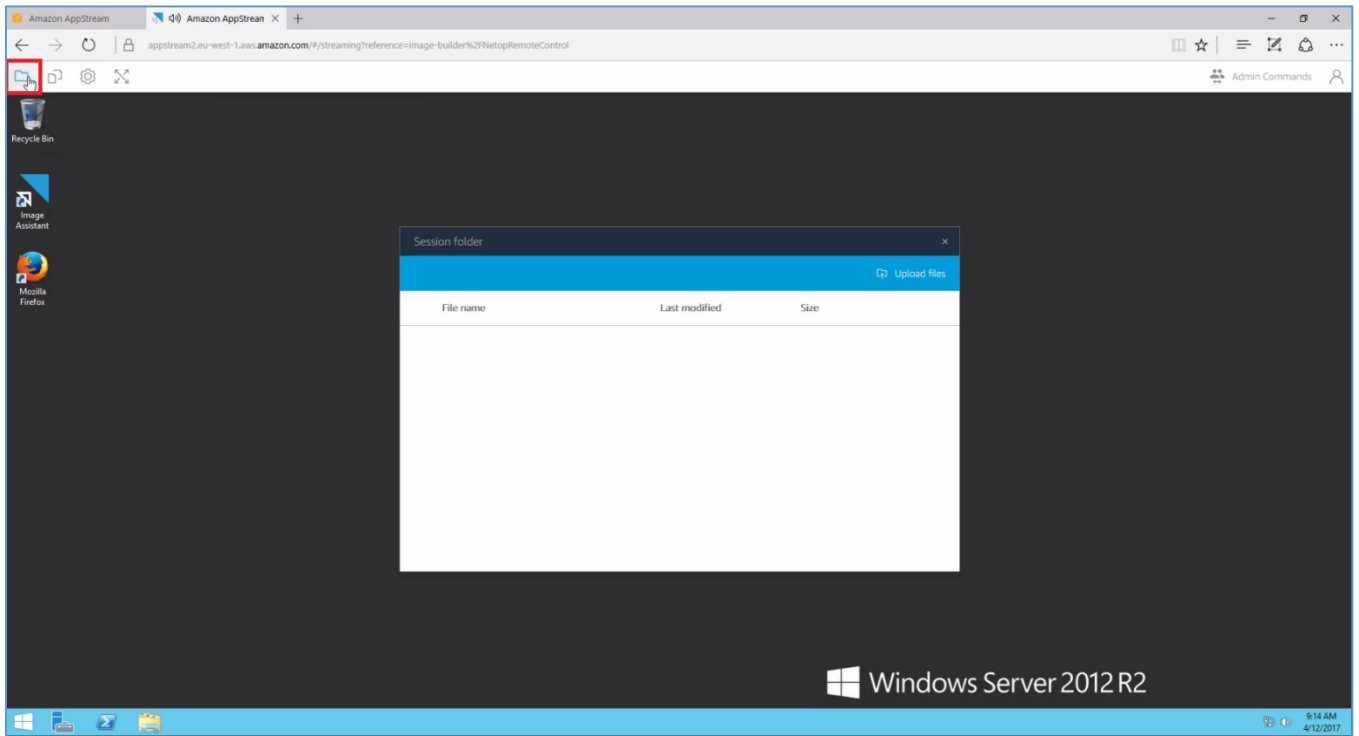 Amazon AppStream
Amazon AppStrean
appstream2.eu-west-1.aws.amazon.com/#/streaming?reference=image-builder%2FNetopRemoteControl
Admin Commands
Recycle Bin
Image
Assistant
Mozilla
Firefox
Session folder
Upload files
File name Last modified Size
Windows Server 2012 R2
9:14 AM
4/12/2017